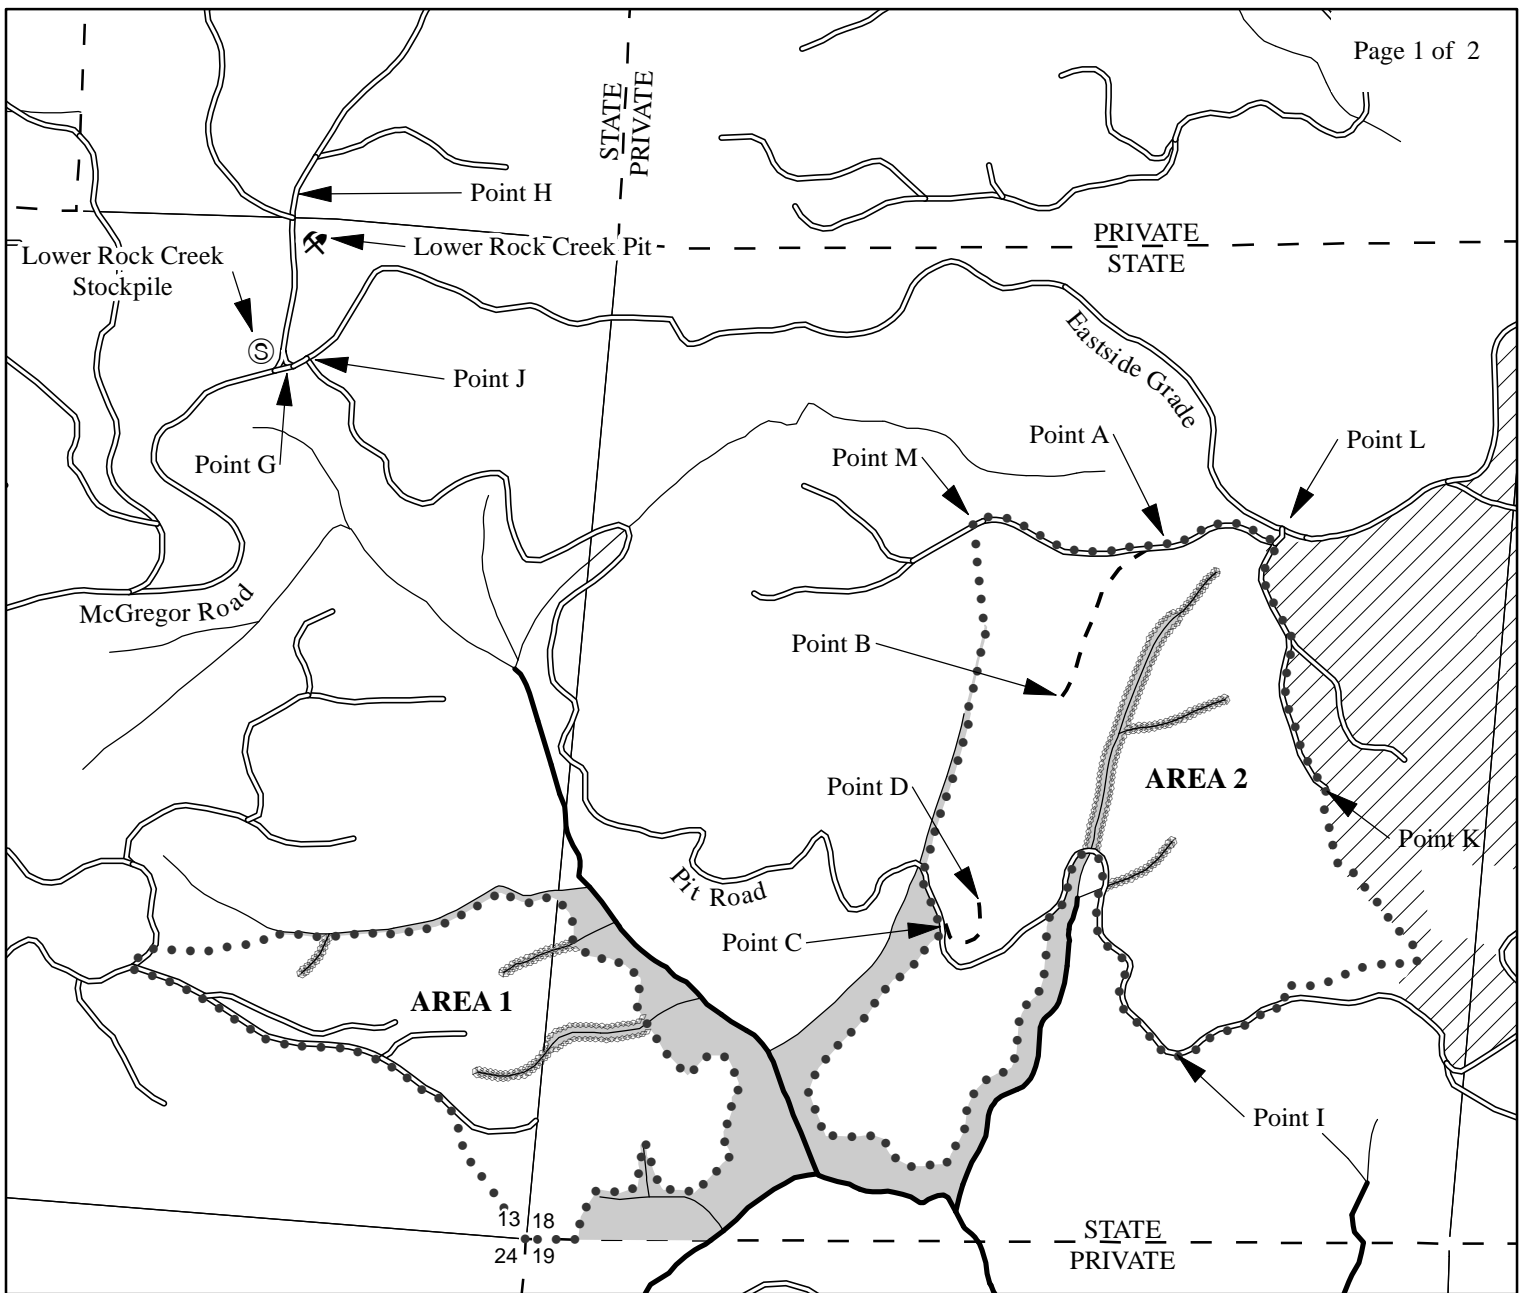 Page 1 of 2
STATE
PRIVATE
Point H
Lower Rock Creek Pit
PRIVATE
STATE
Lower Rock Creek
Stockpile
S
Eastside Grade
Point J
Point G
Point A
Point L
Point M
McGregor Road
Point B
AREA 2
Point D
Point K
Pit Road
Point C
AREA 1
Point I
13 18
24 19
STATE
PRIVATE